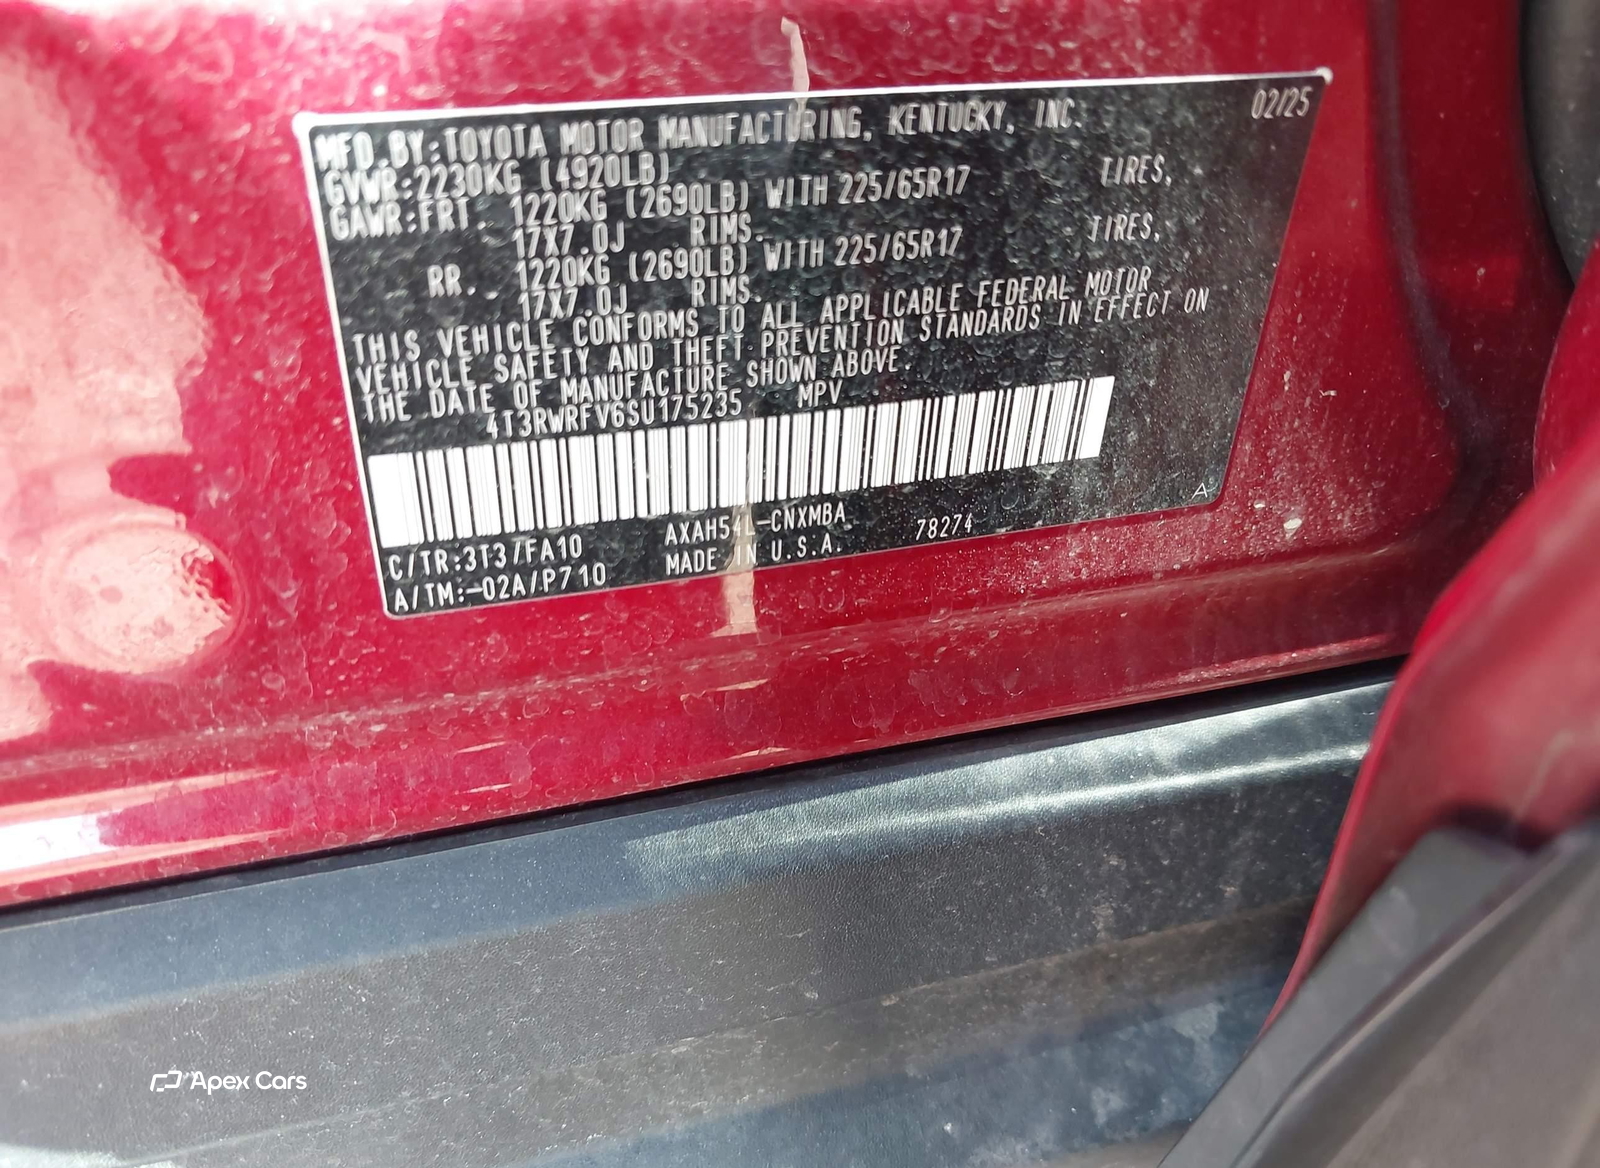 MFD.BY:TOYOTA MOTOR MANUFACTURING, KENTUCKY, INC. 02/25
GVWR:2230KG (4920LB)
GAWR:FRT. 1220KG (2690LB) WITH 225/65R17 TIRES,
17X7.0J RIMS.
RR. 1220KG (2690LB) WITH 225/65R17 TIRES,
17X7.0J RIMS.
THIS VEHICLE CONFORMS TO ALL APPLICABLE FEDERAL MOTOR
VEHICLE SAFETY AND THEFT PREVENTION STANDARDS IN EFFECT ON
THE DATE OF MANUFACTURE SHOWN ABOVE.
4T3RWRFV6SU175235 MPV
A
C/TR:3T3/FA10 AXAH54L-CNXMBA 78274
A/TM:-02A/P710 MADE IN U.S.A.
Apex Cars